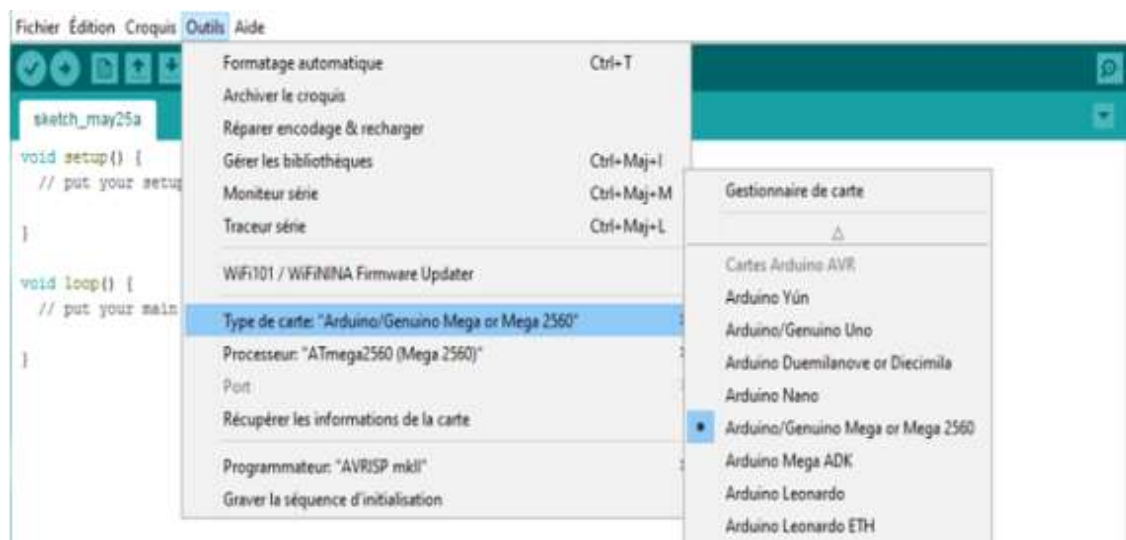 Fichier Édition Croquis Outils Aide
Formatage automatique Ctrl+T
Archiver le croquis
Réparer encodage & recharger
Gérer les bibliothèques Ctrl+Maj+I
Moniteur série Ctrl+Maj+M
Traceur série Ctrl+Maj+L
WiFi101 / WiFiNINA Firmware Updater
Type de carte: "Arduino/Genuino Mega or Mega 2560"
Processeur: "ATmega2560 (Mega 2560)"
Port
Récupérer les informations de la carte
Programmateur: "AVRISP mkII"
Graver la séquence d'initialisation
sketch_may25a
void setup() {
// put your setup
}
void loop() {
// put your main
}
Gestionnaire de carte
Cartes Arduino AVR
Arduino Yún
Arduino/Genuino Uno
Arduino Duemilanove or Diecimila
Arduino Nano
Arduino/Genuino Mega or Mega 2560
Arduino Mega ADK
Arduino Leonardo
Arduino Leonardo ETH